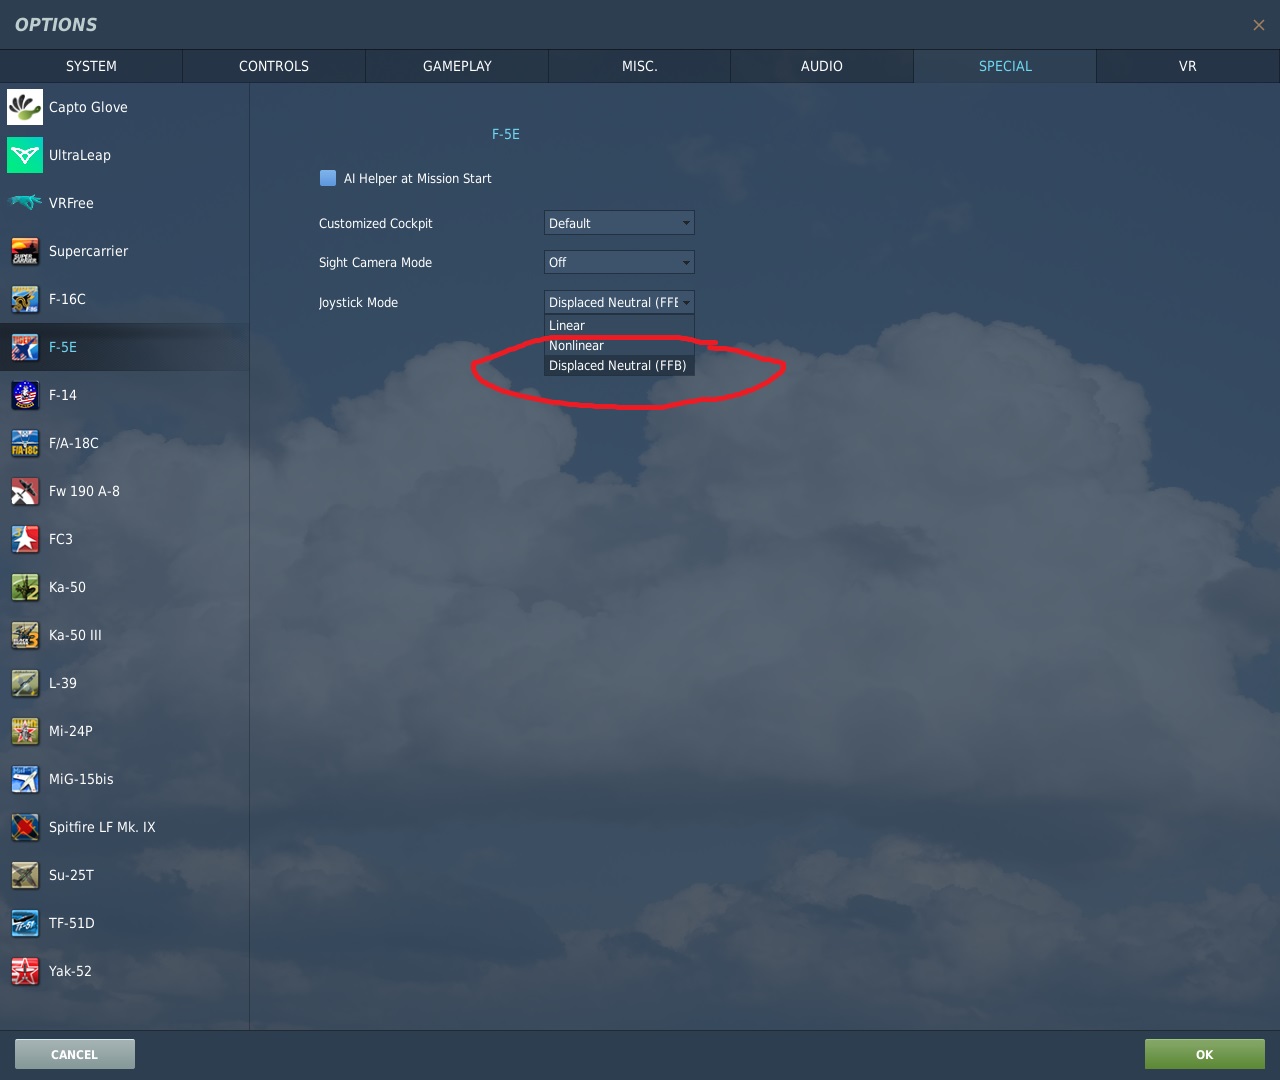 OPTIONS
SYSTEM
CONTROLS
GAMEPLAY
MISC.
AUDIO
SPECIAL
VR
Capto Glove
UltraLeap
VRFree
Supercarrier
F-16C
F-5E
F-14
F/A-18C
Fw 190 A-8
FC3
Ka-50
Ka-50 III
L-39
Mi-24P
MiG-15bis
Spitfire LF Mk. IX
Su-25T
TF-51D
Yak-52
F-5E
AI Helper at Mission Start
Customized Cockpit
Default
Sight Camera Mode
Off
Joystick Mode
Displaced Neutral (FFE
Linear
Nonlinear
Displaced Neutral (FFB)
CANCEL
OK